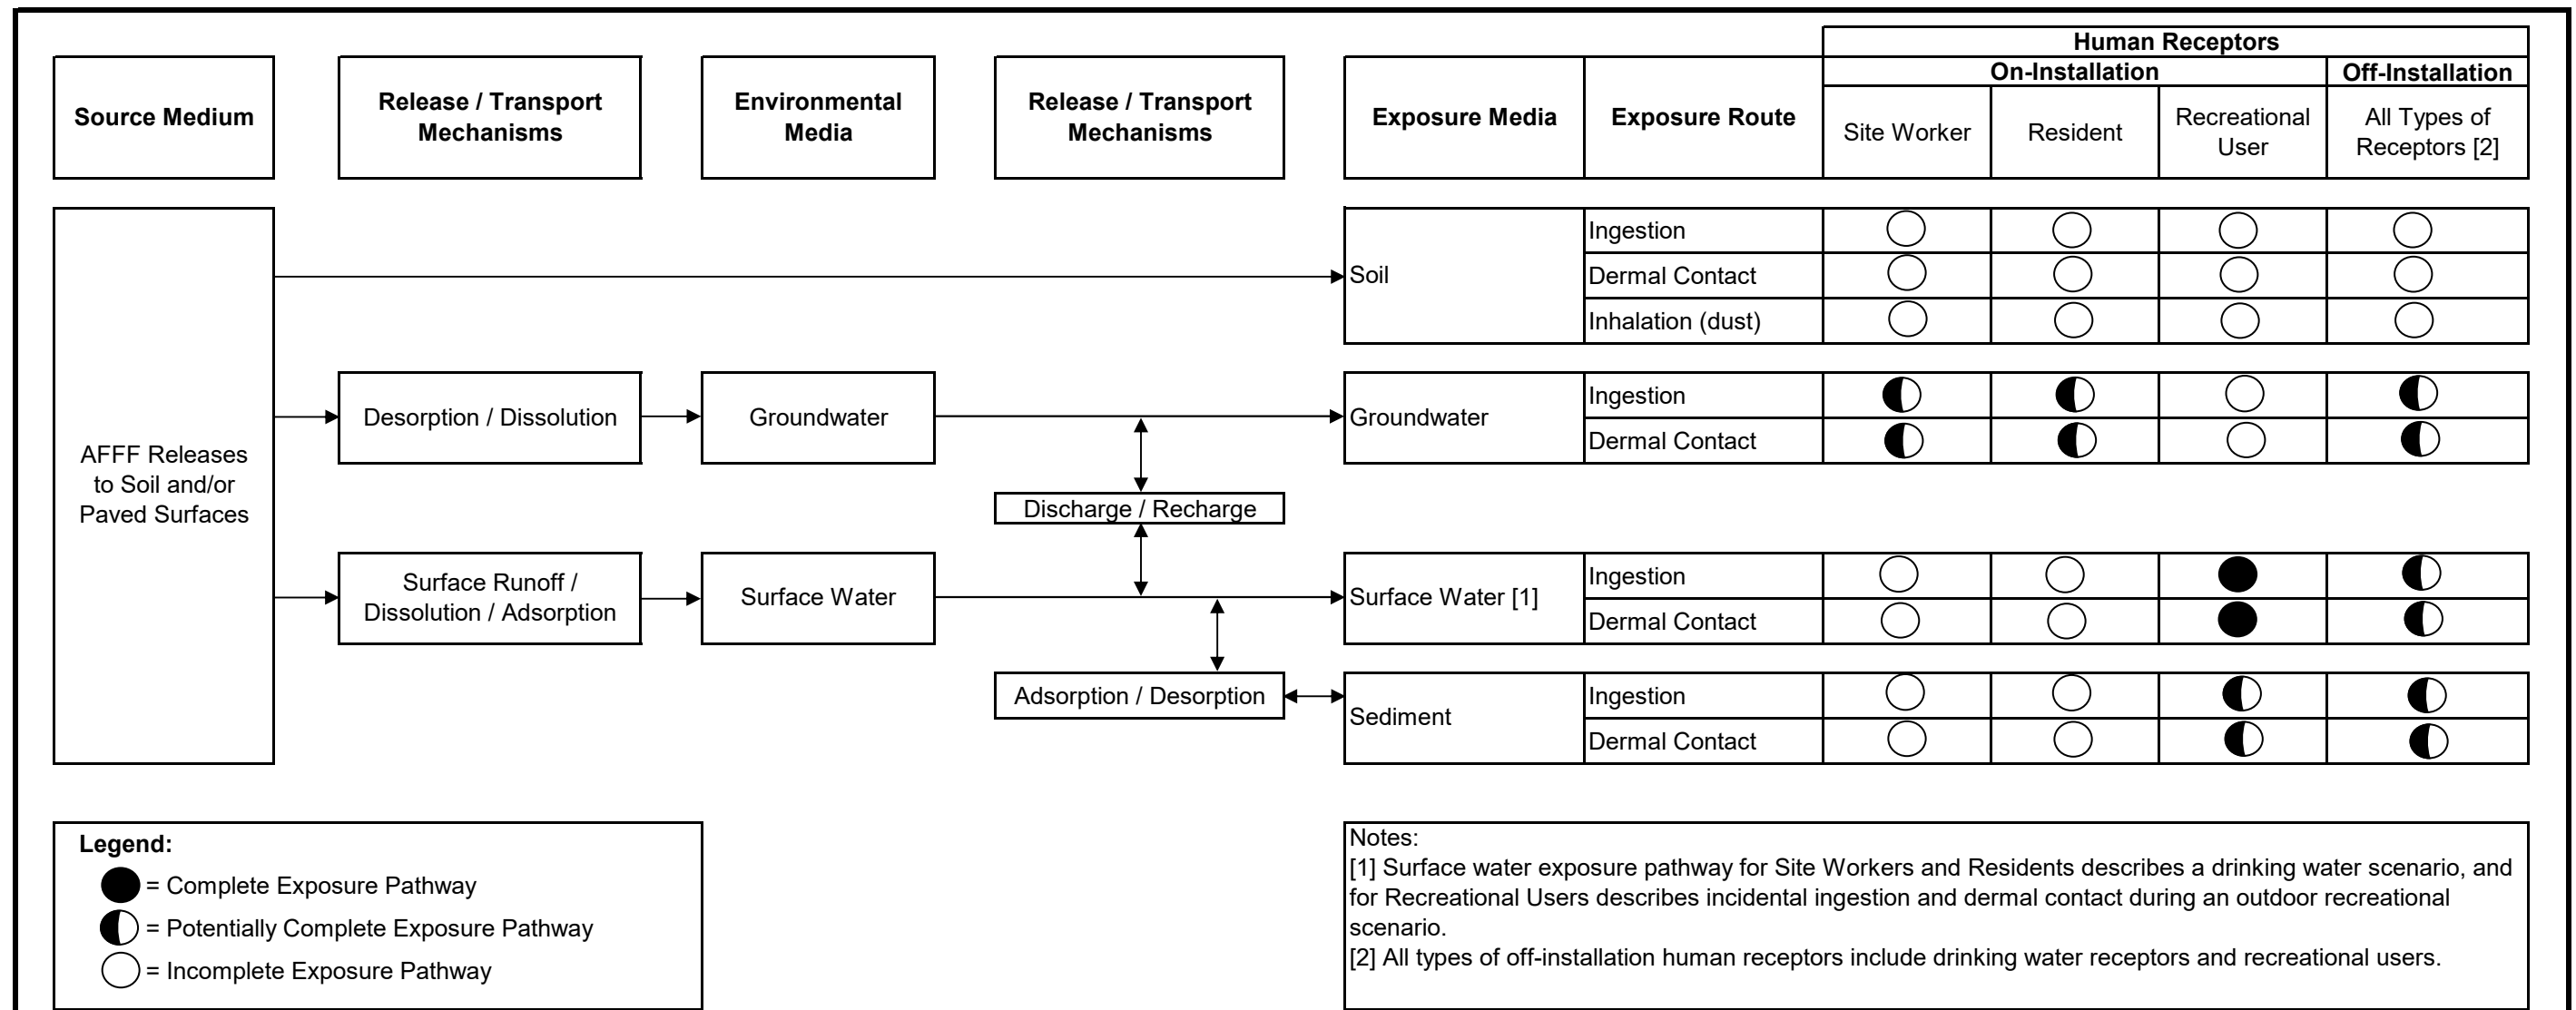 Human Receptors
On-Installation
Off-Installation
Source Medium
Release / Transport
Mechanisms
Environmental
Media
Release / Transport
Mechanisms
Exposure Media
Exposure Route
Site Worker
Resident
Recreational
User
All Types of
Receptors [2]
AFFF Releases
to Soil and/or
Paved Surfaces
Soil
Ingestion
Dermal Contact
Inhalation (dust)
Desorption / Dissolution
Groundwater
Groundwater
Ingestion
Dermal Contact
Discharge / Recharge
Surface Runoff /
Dissolution / Adsorption
Surface Water
Surface Water [1]
Ingestion
Dermal Contact
Adsorption / Desorption
Sediment
Ingestion
Dermal Contact
Legend:
= Complete Exposure Pathway
= Potentially Complete Exposure Pathway
= Incomplete Exposure Pathway
Notes:
[1] Surface water exposure pathway for Site Workers and Residents describes a drinking water scenario, and
for Recreational Users describes incidental ingestion and dermal contact during an outdoor recreational
scenario.
[2] All types of off-installation human receptors include drinking water receptors and recreational users.